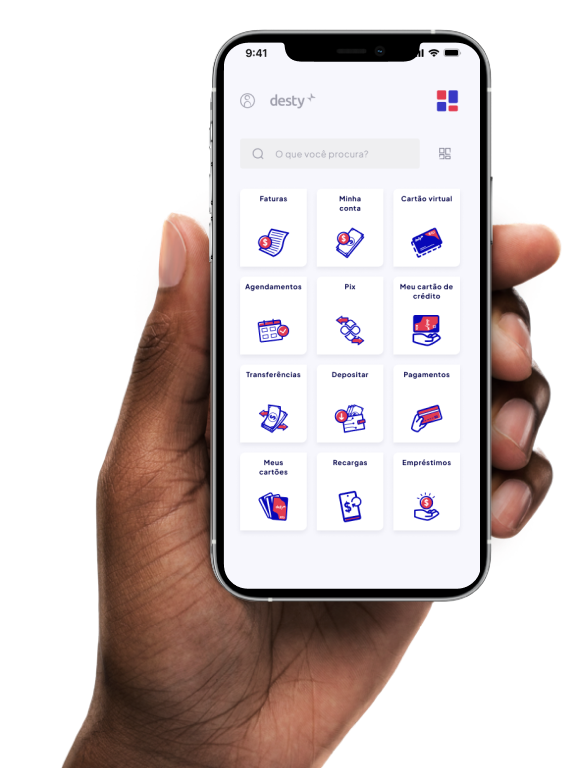 9:41
desty
O que você procura?
Faturas
Minha
conta
Cartão virtual
Agendamentos
Pix
Meu cartão de
crédito
Transferências
Depositar
Pagamentos
Meus
cartões
Recargas
Empréstimos